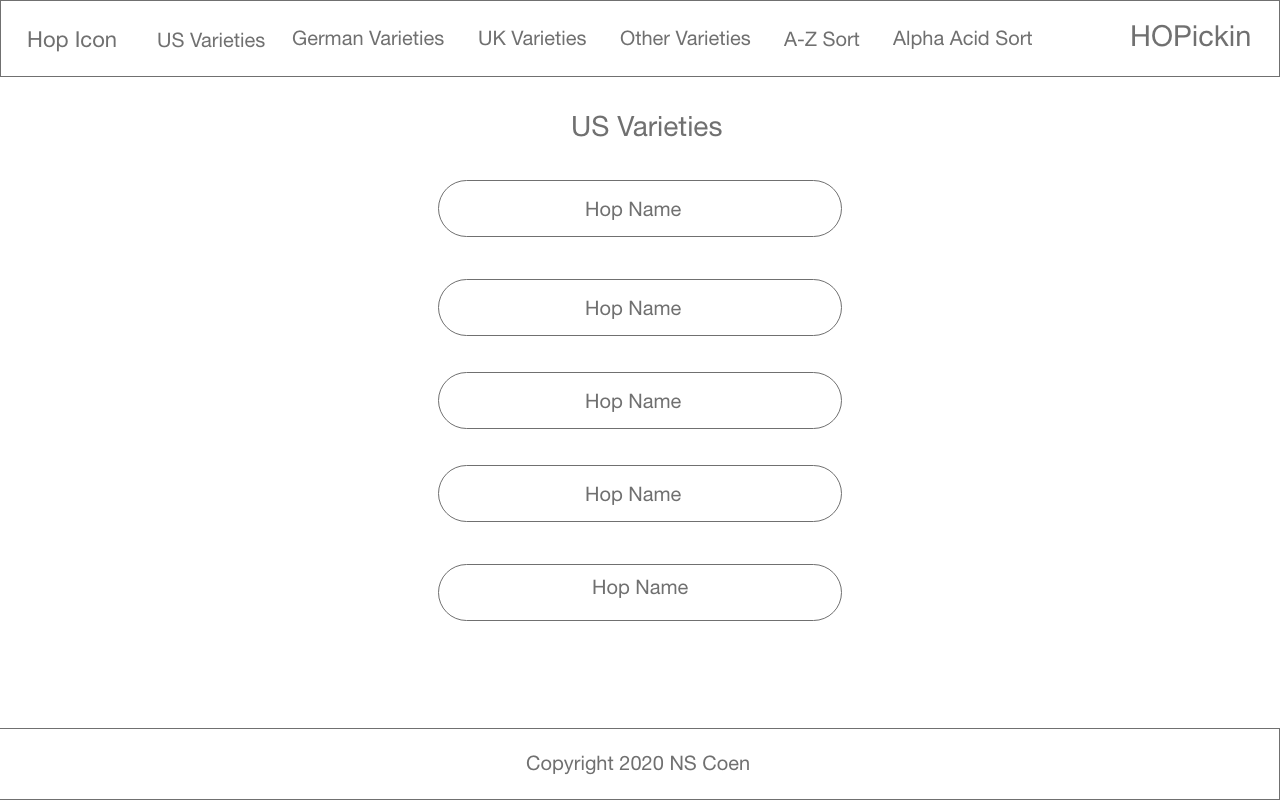 Hop Icon US Varieties German Varieties UK Varieties Other Varieties A-Z Sort Alpha Acid Sort HOPickin
US Varieties
Hop Name
Hop Name
Hop Name
Hop Name
Hop Name
Copyright 2020 NS Coen